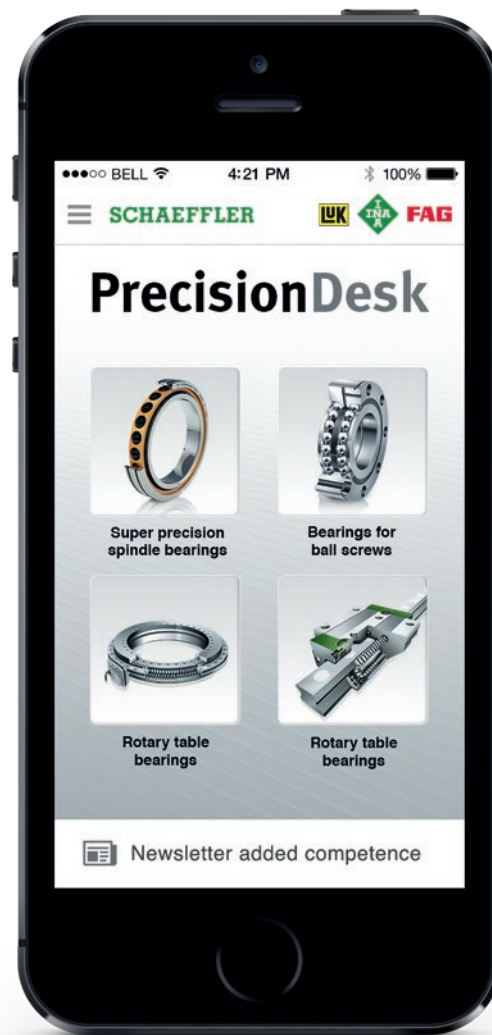 BELL 4:21 PM 100%
SCHAEFFLER LUK INA INA FAG
PrecisionDesk
Super precision
spindle bearings
Bearings for
ball screws
Rotary table
bearings
Rotary table
bearings
Newsletter added competence